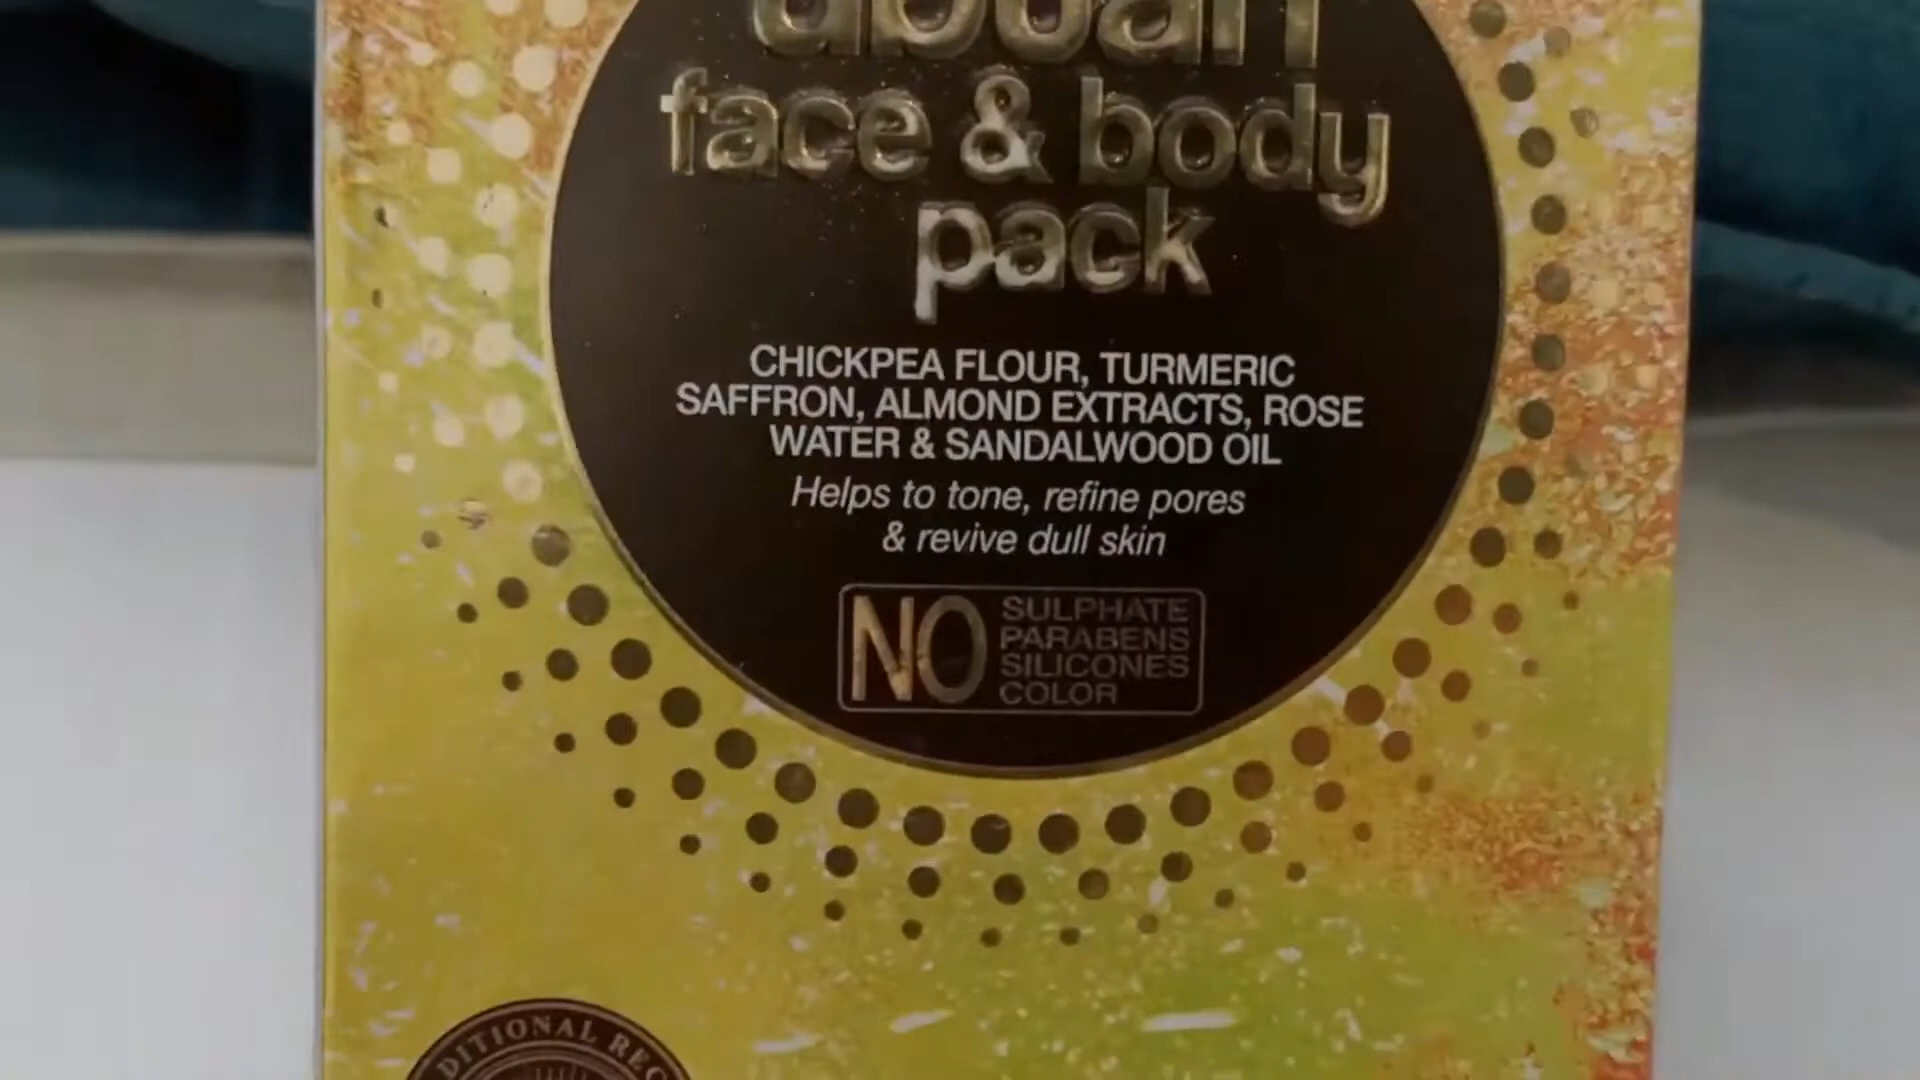 face & body
pack
CHICKPEA FLOUR, TURMERIC
SAFFRON, ALMOND EXTRACTS, ROSE
WATER & SANDALWOOD OIL
Helps to tone, refine pores
& revive dull skin
NO SULPHATE
PARABENS
SILICONES
COLOR